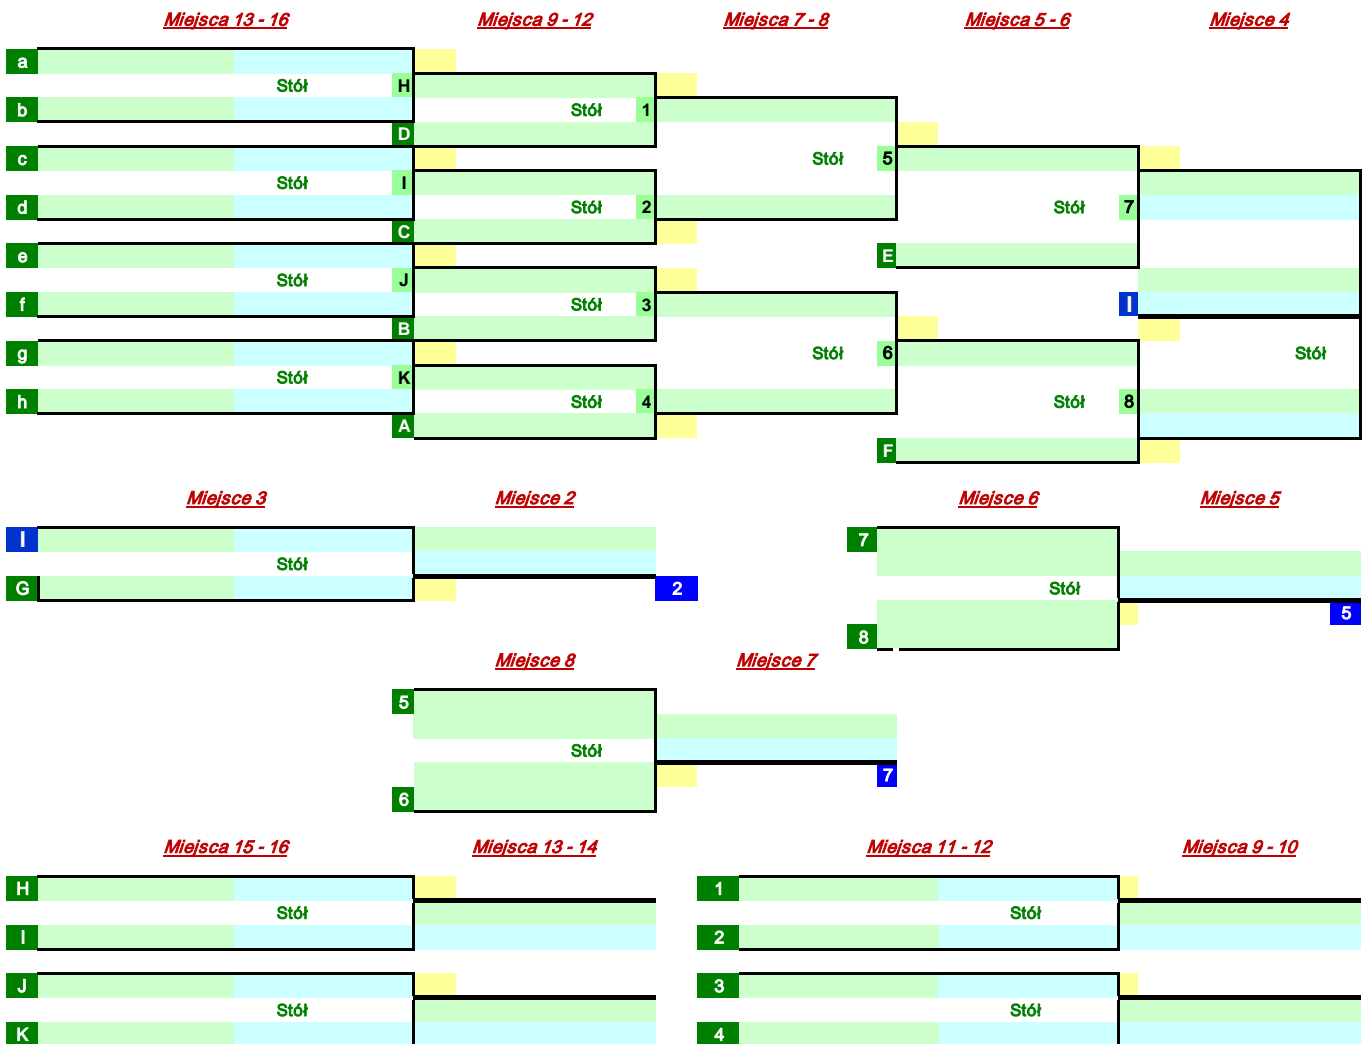 Miejsca 13 - 16 Miejsca 9 - 12 Miejsca 7 - 8 Miejsca 5 - 6 Miejsce 4
a
Stół H
b Stół 1
D
c Stół 5
Stół I
d Stół 2 Stół 7
C
e E
Stół J
f Stół 3 I
B
g Stół 6 Stół
Stół K
h Stół 4 Stół 8
A
F
Miejsce 3 Miejsce 2 Miejsce 6 Miejsce 5
I 7
Stół
G 2 Stół
5
8
Miejsce 8 Miejsce 7
5
Stół
7
6
Miejsca 15 - 16 Miejsca 13 - 14 Miejsca 11 - 12 Miejsca 9 - 10
H 1
Stół Stół
I 2
J 3
Stół Stół
K 4